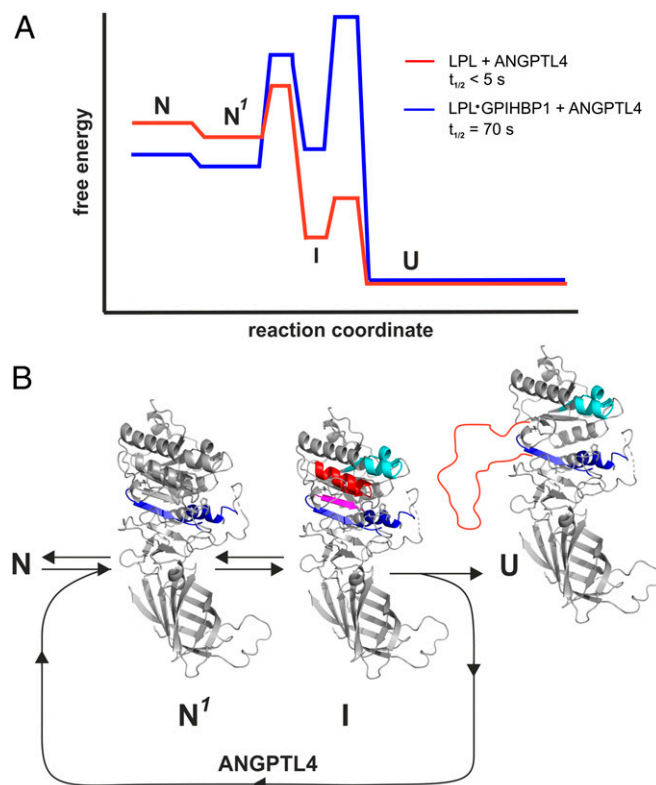 A
free energy
N
N1
I
U
LPL + ANGPTL4
t1/2 < 5 s
LPL•GPIHBP1 + ANGPTL4
t1/2 = 70 s
reaction coordinate
B
N
U
N1
I
ANGPTL4